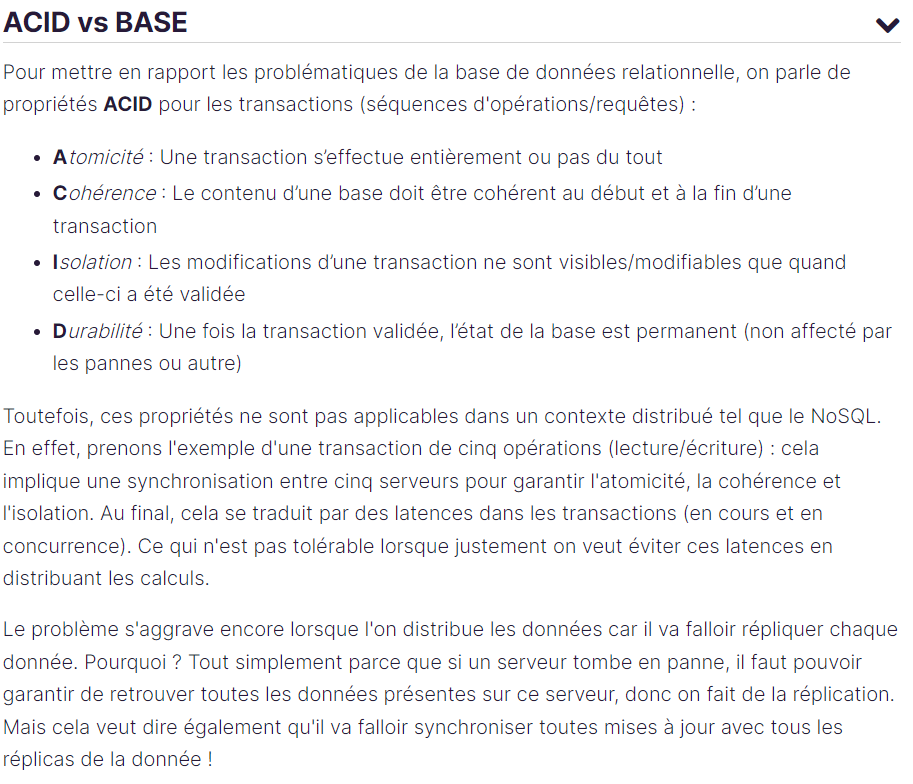 ACID vs BASE
Pour mettre en rapport les problématiques de la base de données relationnelle, on parle de
propriétés ACID pour les transactions (séquences d'opérations/requêtes) :
• Atomicité : Une transaction s’effectue entièrement ou pas du tout
• Cohérence : Le contenu d’une base doit être cohérent au début et à la fin d’une
transaction
• Isolation : Les modifications d’une transaction ne sont visibles/modifiables que quand
celle-ci a été validée
• Durabilité : Une fois la transaction validée, l’état de la base est permanent (non affecté par
les pannes ou autre)
Toutefois, ces propriétés ne sont pas applicables dans un contexte distribué tel que le NoSQL.
En effet, prenons l'exemple d'une transaction de cinq opérations (lecture/écriture) : cela
implique une synchronisation entre cinq serveurs pour garantir l'atomicité, la cohérence et
l'isolation. Au final, cela se traduit par des latences dans les transactions (en cours et en
concurrence). Ce qui n'est pas tolérable lorsque justement on veut éviter ces latences en
distribuant les calculs.
Le problème s'aggrave encore lorsque l'on distribue les données car il va falloir répliquer chaque
donnée. Pourquoi ? Tout simplement parce que si un serveur tombe en panne, il faut pouvoir
garantir de retrouver toutes les données présentes sur ce serveur, donc on fait de la réplication.
Mais cela veut dire également qu'il va falloir synchroniser toutes mises à jour avec tous les
réplicas de la donnée !